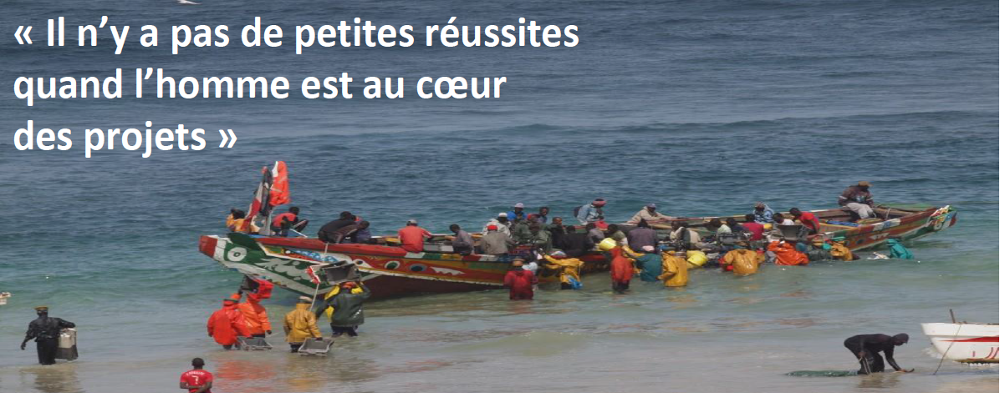 « Il n’y a pas de petites réussites
quand l’homme est au cœur
des projets »